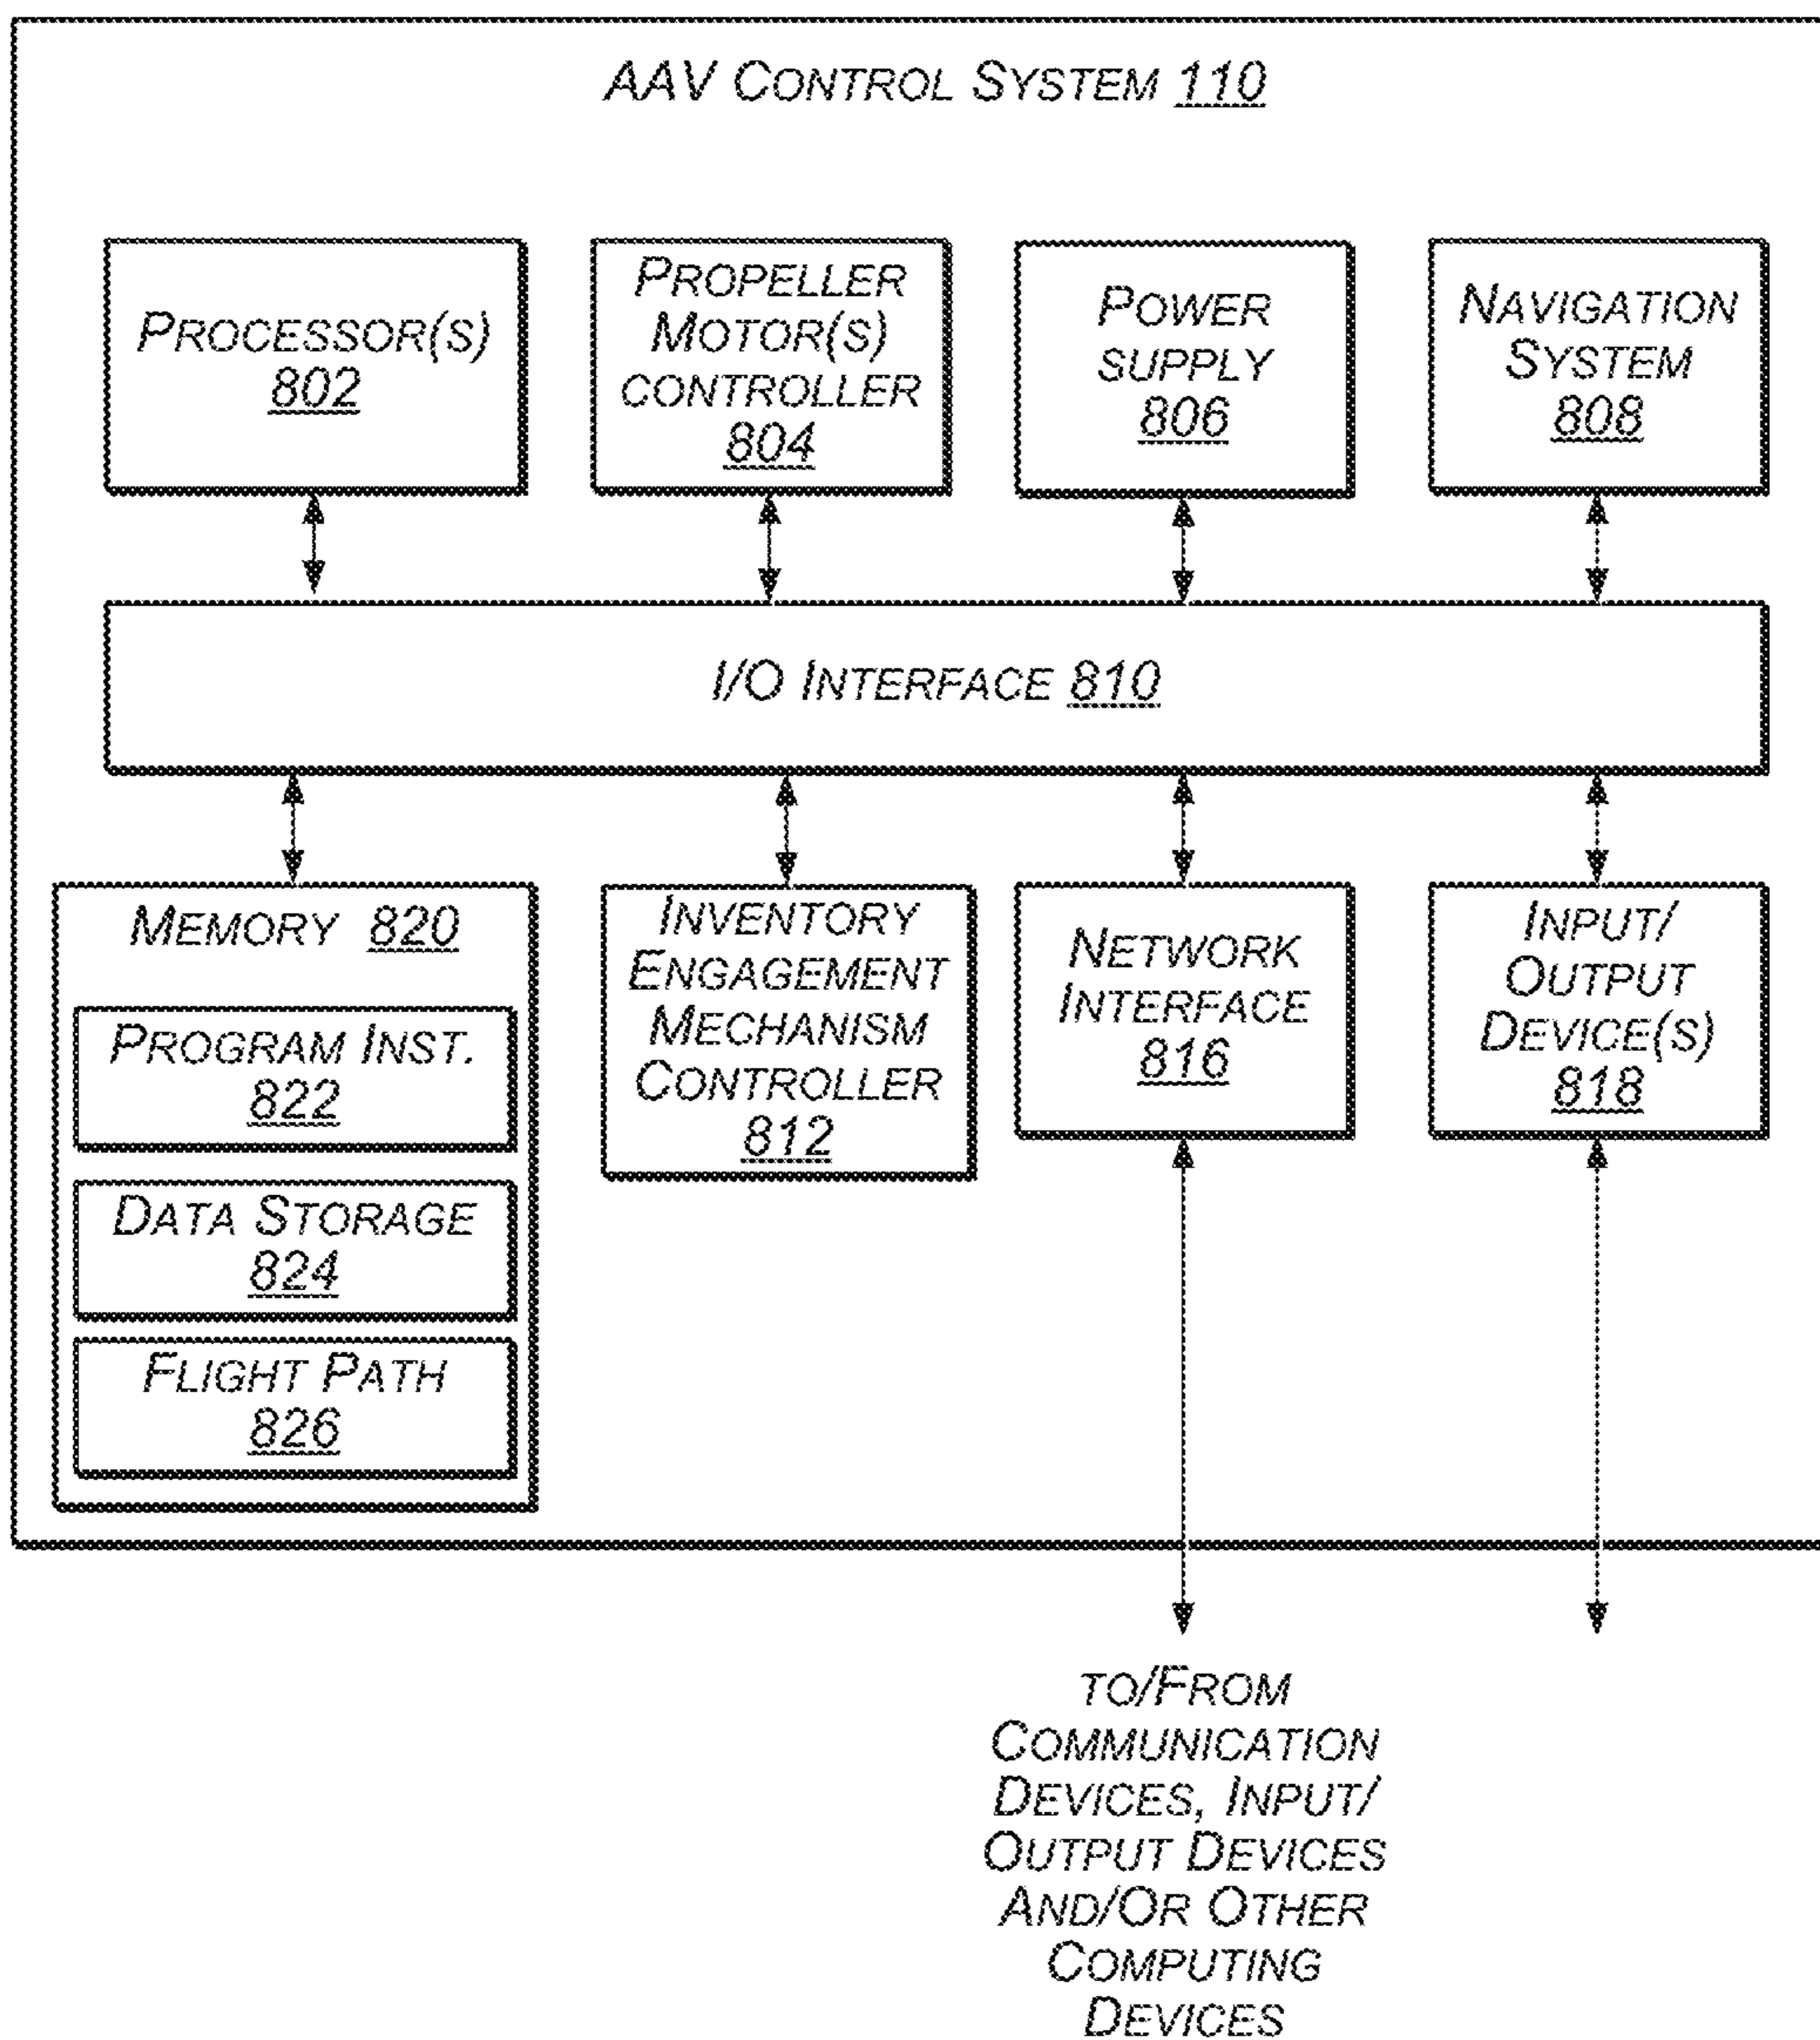 AAV CONTROL SYSTEM 110
PROCESSOR(S)
802
PROPELLER
MOTOR(S)
CONTROLLER
804
POWER
SUPPLY
806
NAVIGATION
SYSTEM
808
I/O INTERFACE 810
MEMORY 820
PROGRAM INST.
822
DATA STORAGE
824
FLIGHT PATH
826
INVENTORY
ENGAGEMENT
MECHANISM
CONTROLLER
812
NETWORK
INTERFACE
816
INPUT/
OUTPUT
DEVICE(S)
818
TO/FROM
COMMUNICATION
DEVICES, INPUT/
OUTPUT DEVICES
AND/OR OTHER
COMPUTING
DEVICES